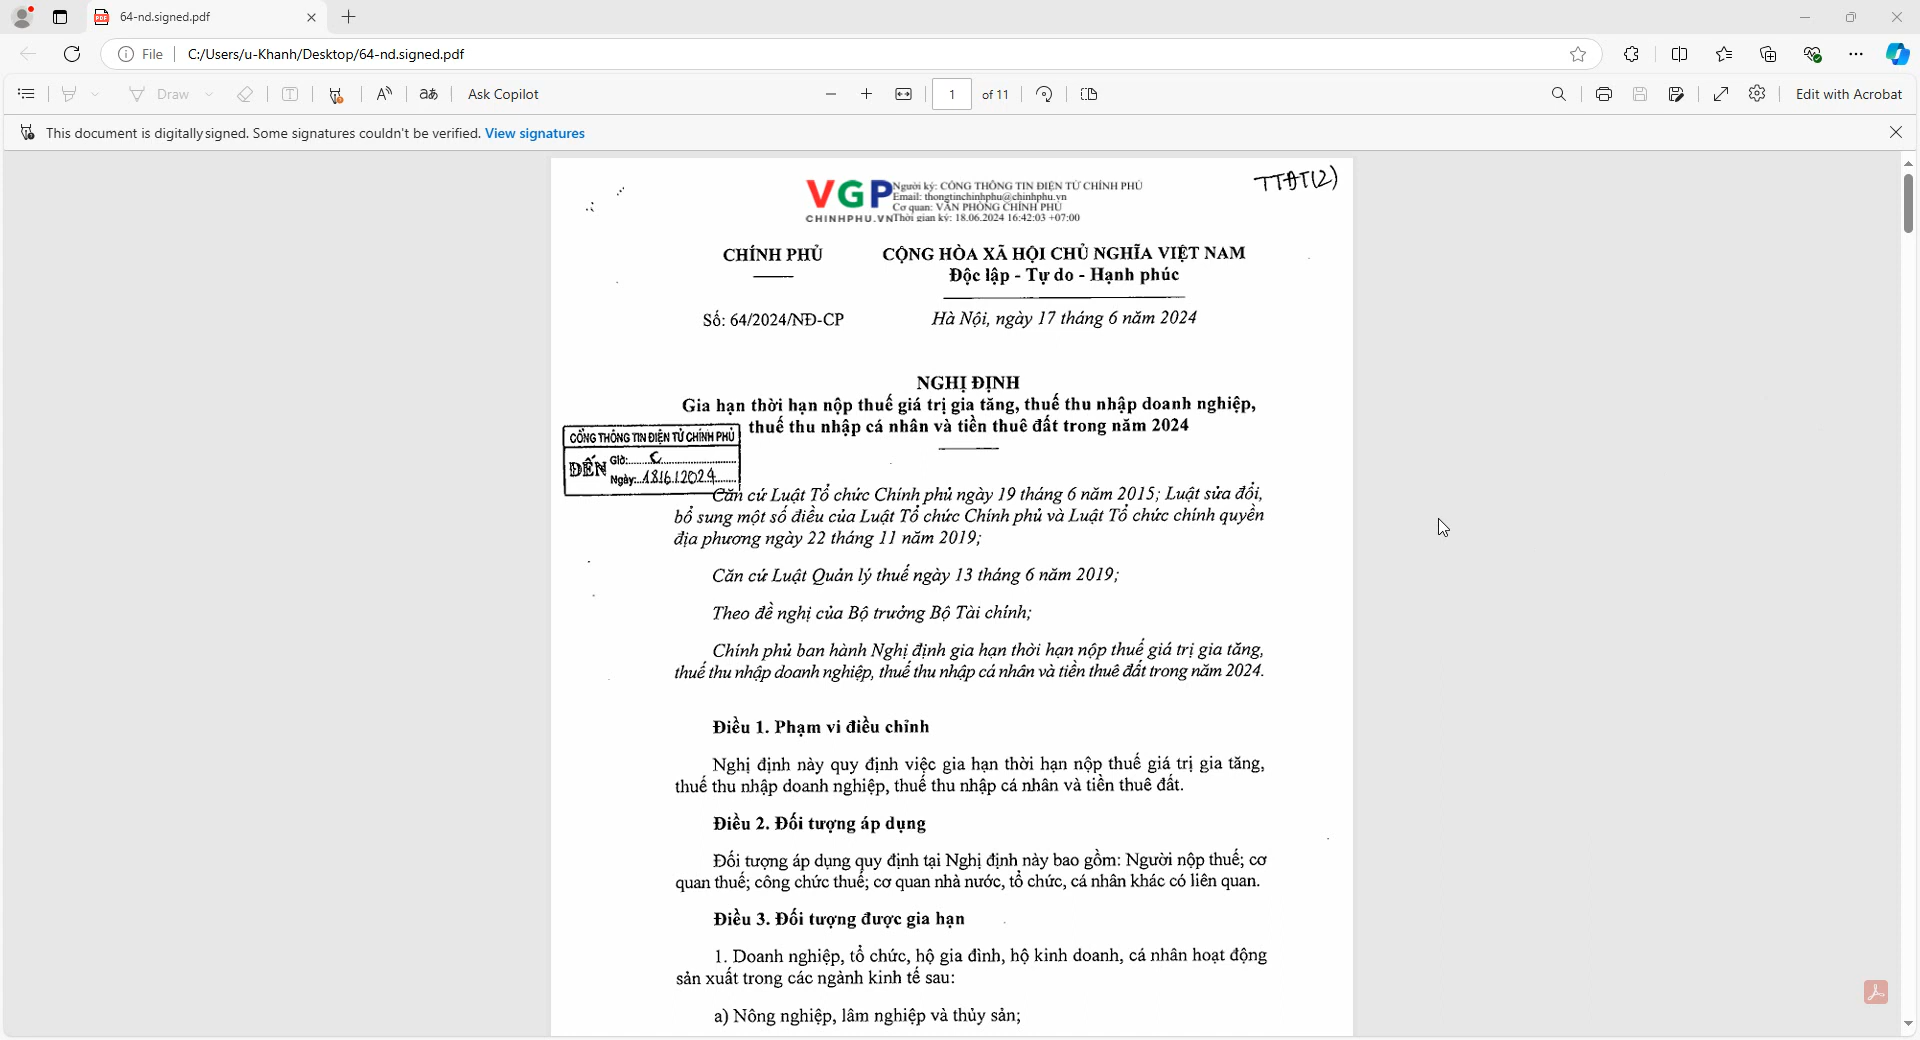 64-nd.signed.pdf
File
C:/Users/u-Khanh/Desktop/64-nd.signed.pdf
Draw
Ask Copilot
1 of 11
Edit with Acrobat
This document is digitally signed. Some signatures couldn't be verified. View signatures
VGP
CHINHPHU.VN
Người ký: CỔNG THÔNG TIN ĐIỆN TỬ CHÍNH PHỦ
Email: thongtinchinhphu@chinhphu.vn
Cơ quan: VĂN PHÒNG CHÍNH PHỦ
Thời gian ký: 18.06.2024 16:42:03 +07:00
TTĐT(2)
CHÍNH PHỦ
CỘNG HÒA XÃ HỘI CHỦ NGHĨA VIỆT NAM
Độc lập - Tự do - Hạnh phúc
Số: 64/2024/NĐ-CP
Hà Nội, ngày 17 tháng 6 năm 2024
NGHỊ ĐỊNH
Gia hạn thời hạn nộp thuế giá trị gia tăng, thuế thu nhập doanh nghiệp,
thuế thu nhập cá nhân và tiền thuê đất trong năm 2024
CỔNG THÔNG TIN ĐIỆN TỬ CHÍNH PHỦ
ĐẾN
Giờ:......C..................
Ngày:..18/6/2024......
Căn cứ Luật Tổ chức Chính phủ ngày 19 tháng 6 năm 2015; Luật sửa đổi,
bổ sung một số điều của Luật Tổ chức Chính phủ và Luật Tổ chức chính quyền
địa phương ngày 22 tháng 11 năm 2019;
Căn cứ Luật Quản lý thuế ngày 13 tháng 6 năm 2019;
Theo đề nghị của Bộ trưởng Bộ Tài chính;
Chính phủ ban hành Nghị định gia hạn thời hạn nộp thuế giá trị gia tăng,
thuế thu nhập doanh nghiệp, thuế thu nhập cá nhân và tiền thuê đất trong năm 2024.
Điều 1. Phạm vi điều chỉnh
Nghị định này quy định việc gia hạn thời hạn nộp thuế giá trị gia tăng,
thuế thu nhập doanh nghiệp, thuế thu nhập cá nhân và tiền thuê đất.
Điều 2. Đối tượng áp dụng
Đối tượng áp dụng quy định tại Nghị định này bao gồm: Người nộp thuế; cơ
quan thuế; công chức thuế; cơ quan nhà nước, tổ chức, cá nhân khác có liên quan.
Điều 3. Đối tượng được gia hạn
1. Doanh nghiệp, tổ chức, hộ gia đình, hộ kinh doanh, cá nhân hoạt động
sản xuất trong các ngành kinh tế sau:
a) Nông nghiệp, lâm nghiệp và thủy sản;